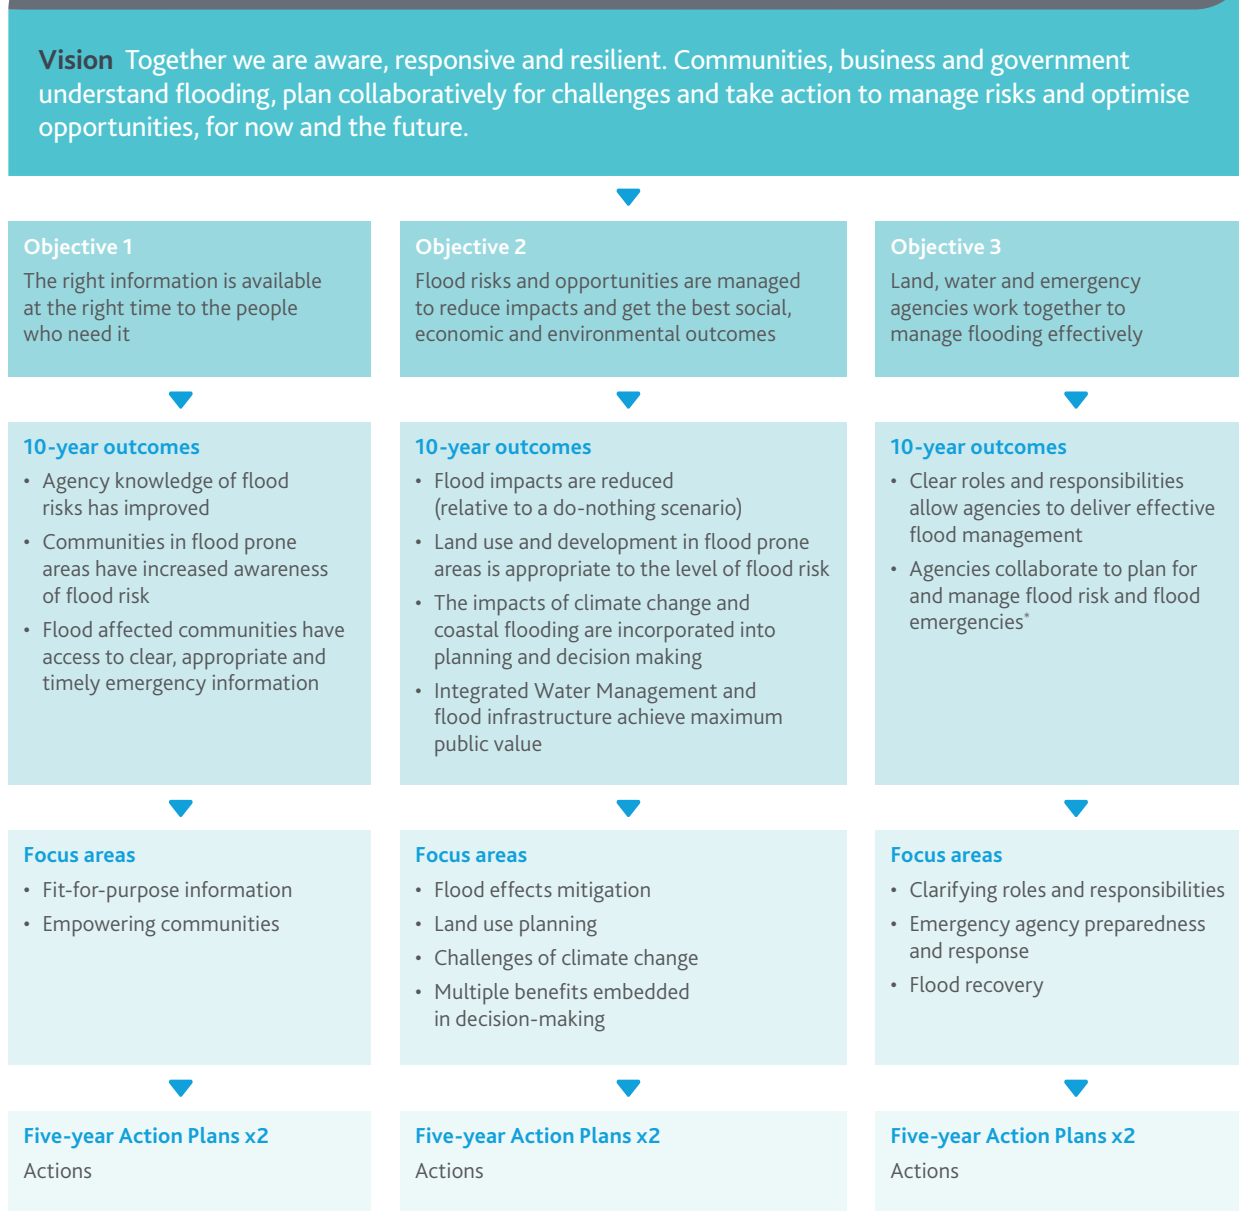 Vision Together we are aware, responsive and resilient. Communities, business and government
understand flooding, plan collaboratively for challenges and take action to manage risks and optimise
opportunities, for now and the future.
Objective 1
The right information is available
at the right time to the people
who need it
Objective 2
Flood risks and opportunities are managed
to reduce impacts and get the best social,
economic and environmental outcomes
Objective 3
Land, water and emergency
agencies work together to
manage flooding effectively
10-year outcomes
• Agency knowledge of flood
risks has improved
• Communities in flood prone
areas have increased awareness
of flood risk
• Flood affected communities have
access to clear, appropriate and
timely emergency information
10-year outcomes
• Flood impacts are reduced
(relative to a do-nothing scenario)
• Land use and development in flood prone
areas is appropriate to the level of flood risk
• The impacts of climate change and
coastal flooding are incorporated into
planning and decision making
• Integrated Water Management and
flood infrastructure achieve maximum
public value
10-year outcomes
• Clear roles and responsibilities
allow agencies to deliver effective
flood management
• Agencies collaborate to plan for
and manage flood risk and flood
emergencies*
Focus areas
• Fit-for-purpose information
• Empowering communities
Focus areas
• Flood effects mitigation
• Land use planning
• Challenges of climate change
• Multiple benefits embedded
in decision-making
Focus areas
• Clarifying roles and responsibilities
• Emergency agency preparedness
and response
• Flood recovery
Five-year Action Plans x2
Actions
Five-year Action Plans x2
Actions
Five-year Action Plans x2
Actions